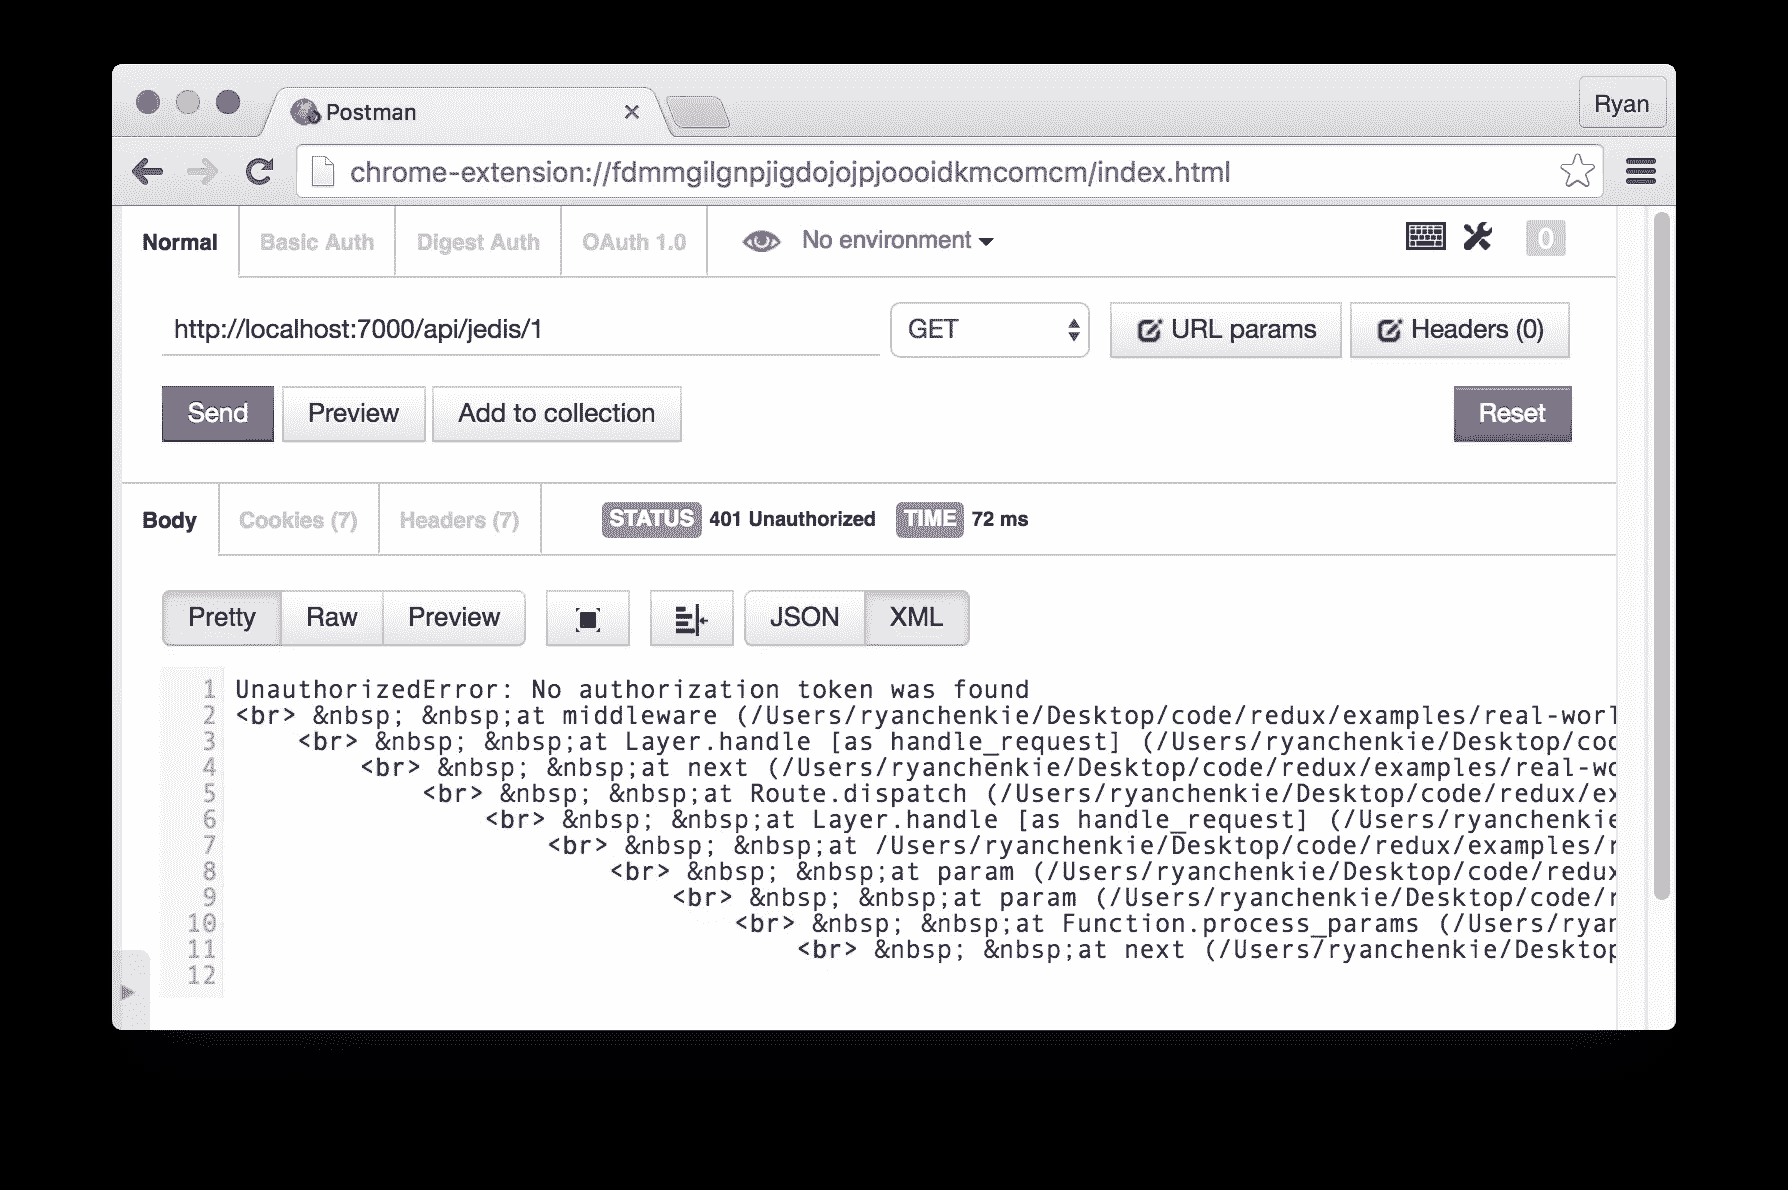 Postman
Ryan
chrome-extension://fdmmgilgnpjigdojojpjoooidkmcomcm/index.html
Normal Basic Auth Digest Auth OAuth 1.0 No environment 0
http://localhost:7000/api/jedis/1 GET URL params Headers (0)
Send Preview Add to collection Reset
Body Cookies (7) Headers (7) STATUS 401 Unauthorized TIME 72 ms
Pretty Raw Preview JSON XML
1 UnauthorizedError: No authorization token was found
2 <br> &nbsp; &nbsp;at middleware (/Users/ryanchenkie/Desktop/code/redux/examples/real-worl
3 <br> &nbsp; &nbsp;at Layer.handle [as handle_request] (/Users/ryanchenkie/Desktop/cod
4 <br> &nbsp; &nbsp;at next (/Users/ryanchenkie/Desktop/code/redux/examples/real-wo
5 <br> &nbsp; &nbsp;at Route.dispatch (/Users/ryanchenkie/Desktop/code/redux/ex
6 <br> &nbsp; &nbsp;at Layer.handle [as handle_request] (/Users/ryanchenkie
7 <br> &nbsp; &nbsp;at /Users/ryanchenkie/Desktop/code/redux/examples/r
8 <br> &nbsp; &nbsp;at param (/Users/ryanchenkie/Desktop/code/redux
9 <br> &nbsp; &nbsp;at param (/Users/ryanchenkie/Desktop/code/r
10 <br> &nbsp; &nbsp;at Function.process_params (/Users/ryan
11 <br> &nbsp; &nbsp;at next (/Users/ryanchenkie/Desktop
12